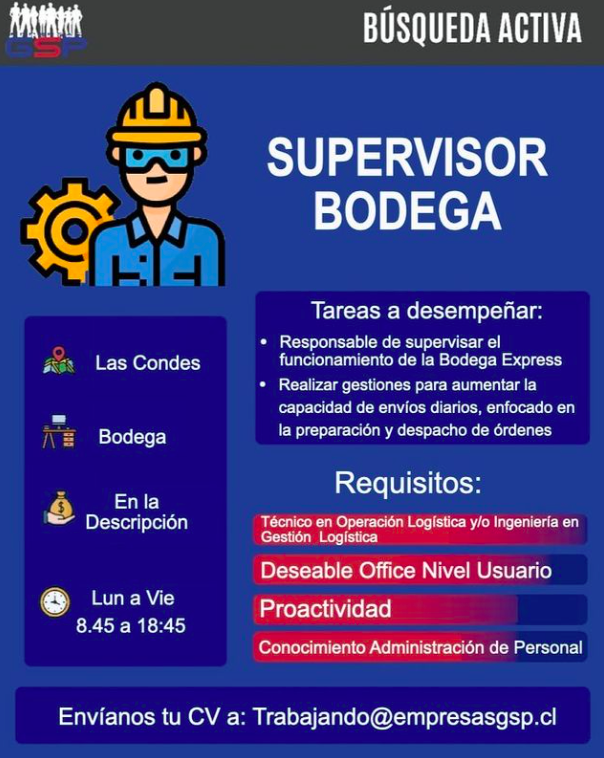 GSP
BÚSQUEDA ACTIVA
SUPERVISOR
BODEGA
Las Condes
Bodega
En la
Descripción
Lun a Vie
8.45 a 18:45
Tareas a desempeñar:
• Responsable de supervisar el
funcionamiento de la Bodega Express
• Realizar gestiones para aumentar la
capacidad de envíos diarios, enfocado en
la preparación y despacho de órdenes
Requisitos:
Técnico en Operación Logística y/o Ingeniería en
Gestión Logística
Deseable Office Nivel Usuario
Proactividad
Conocimiento Administración de Personal
Envíanos tu CV a: Trabajando@empresasgsp.cl